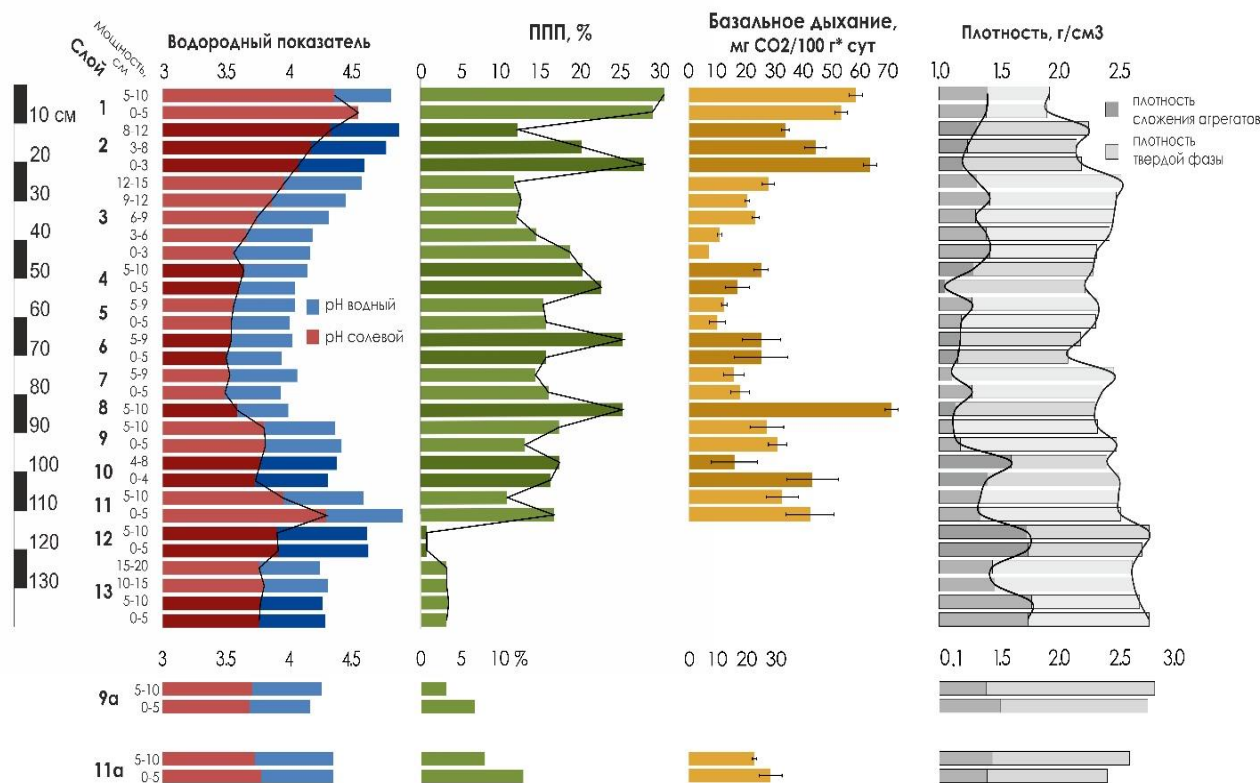 Слой
Мощность, см
Водородный показатель
3 3.5 4 4.5
ППП, %
0 5 10 15 20 25 30
Базальное дыхание,
мг CO2/100 г* сут
0 10 20 30 40 50 60 70
Плотность, г/см3
1,0 1.5 2.0 2,5
плотность
сложения агрегатов
плотность
твердой фазы
pH водный
pH солевой
10 см
20
30
40
50
60
70
80
90
100
110
120
130
1
5-10
0-5
2
8-12
3-8
0-3
3
12-15
9-12
6-9
3-6
0-3
4
5-10
0-5
5
5-9
0-5
6
5-9
0-5
7
5-9
0-5
8
5-10
9
5-10
0-5
10
4-8
0-4
11
5-10
0-5
12
5-10
0-5
13
15-20
10-15
5-10
0-5
3 3.5 4 4.5
0 5 10 %
0 10 20 30
0,1 1.5 2.0 2.5 3.0
9а
5-10
0-5
11а
5-10
0-5